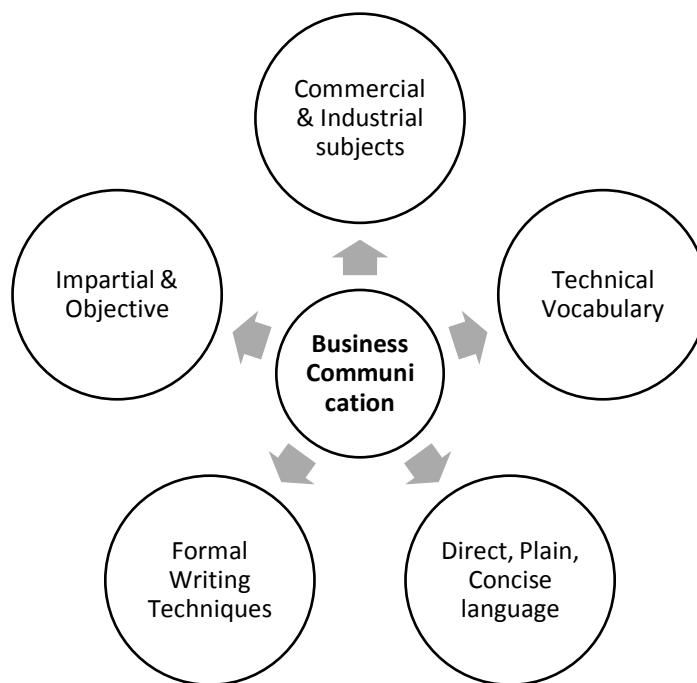 Commercial
& Industrial
subjects
Impartial &
Objective
Technical
Vocabulary
Business
Communi
cation
Formal
Writing
Techniques
Direct, Plain,
Concise
language